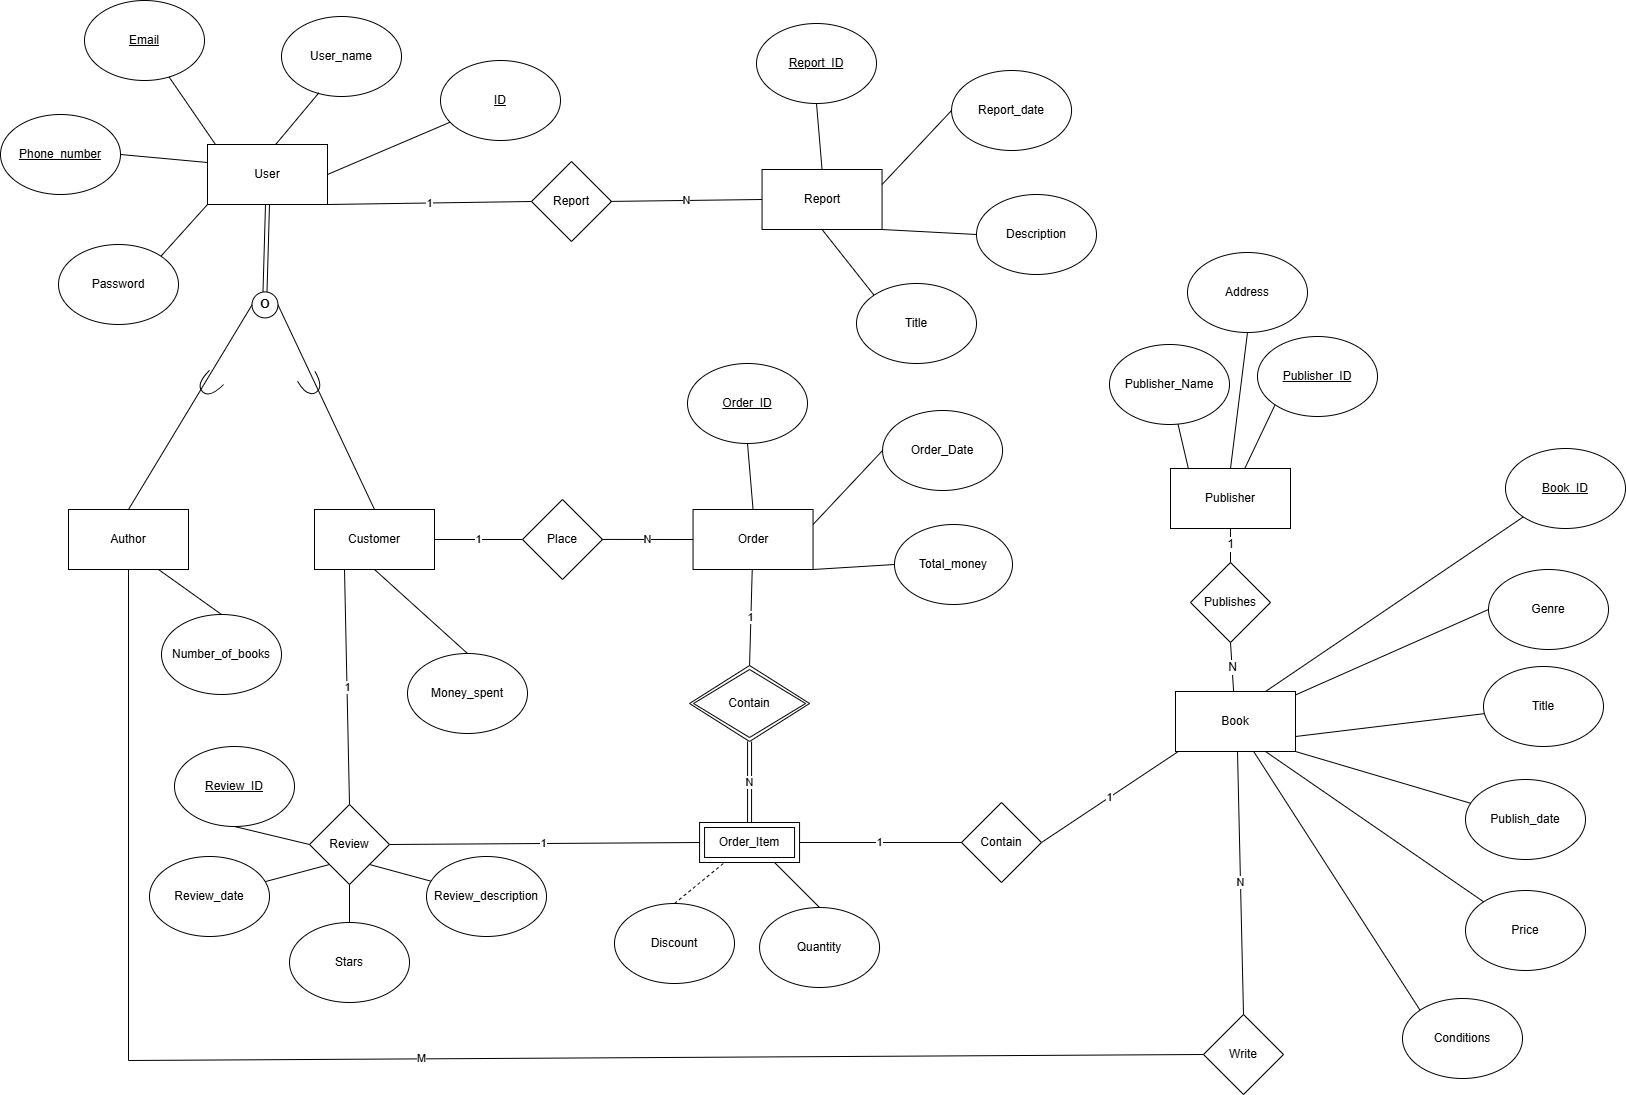 Email
User_name
ID
Phone_number
User
Password
O
1
Report
N
Report_ID
Report_date
Report
Description
Title
Address
Publisher_Name
Publisher_ID
Publisher
1
Publishes
N
Order_ID
Order_Date
Author
Customer
1
Place
N
Order
Total_money
Number_of_books
Money_spent
1
1
Contain
N
Book_ID
Genre
Title
Book
Publish_date
Price
Conditions
Review_ID
Review
1
Order_Item
1
Contain
1
Review_date
Review_description
Stars
Discount
Quantity
N
M
Write